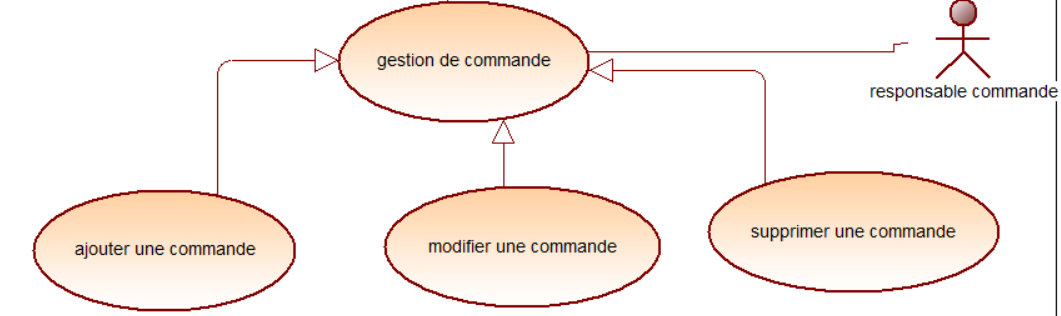 gestion de commande
responsable commande
ajouter une commande
modifier une commande
supprimer une commande